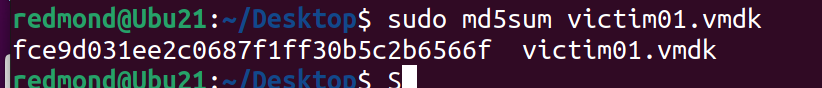 redmond@Ubu21:~/Desktop$ sudo md5sum victim01.vmdk
fce9d031ee2c0687f1ff30b5c2b6566f  victim01.vmdk
redmond@Ubu21:~/Desktop$ S